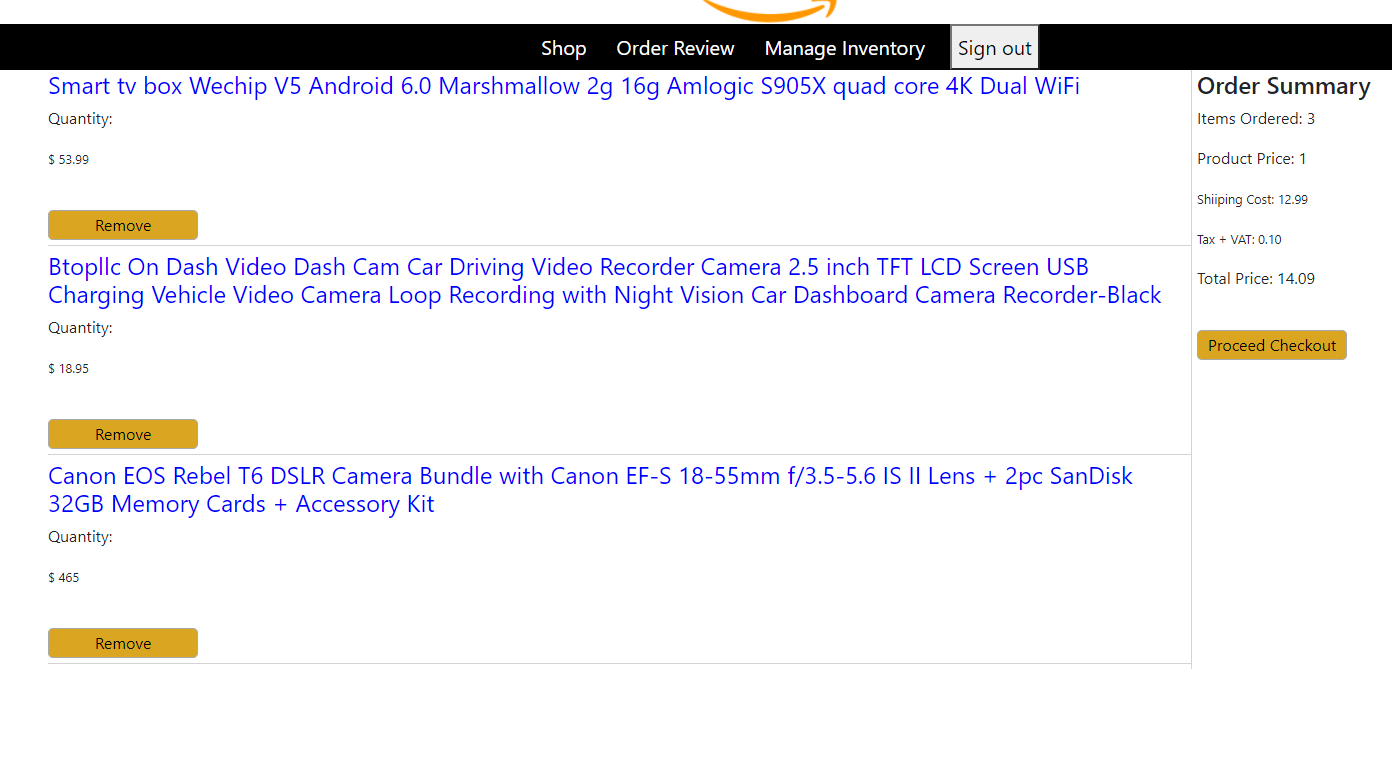 Shop Order Review Manage Inventory Sign out
Smart tv box Wechip V5 Android 6.0 Marshmallow 2g 16g Amlogic S905X quad core 4K Dual WiFi
Quantity:
$ 53.99
Remove
Btopllc On Dash Video Dash Cam Car Driving Video Recorder Camera 2.5 inch TFT LCD Screen USB
Charging Vehicle Video Camera Loop Recording with Night Vision Car Dashboard Camera Recorder-Black
Quantity:
$ 18.95
Remove
Canon EOS Rebel T6 DSLR Camera Bundle with Canon EF-S 18-55mm f/3.5-5.6 IS II Lens + 2pc SanDisk
32GB Memory Cards + Accessory Kit
Quantity:
$ 465
Remove
Order Summary
Items Ordered: 3
Product Price: 1
Shiiping Cost: 12.99
Tax + VAT: 0.10
Total Price: 14.09
Proceed Checkout